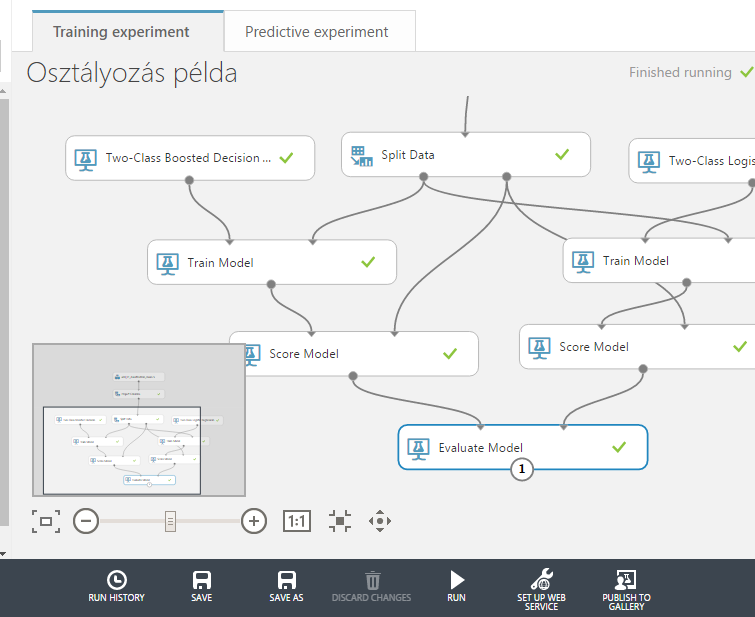 Training experiment
Predictive experiment
Osztályozás példa
Finished running
Two-Class Boosted Decision ...
Split Data
Two-Class Logis
Train Model
Train Model
Score Model
Score Model
Evaluate Model
1
1:1
RUN HISTORY
SAVE
SAVE AS
DISCARD CHANGES
RUN
SET UP WEB
SERVICE
PUBLISH TO
GALLERY